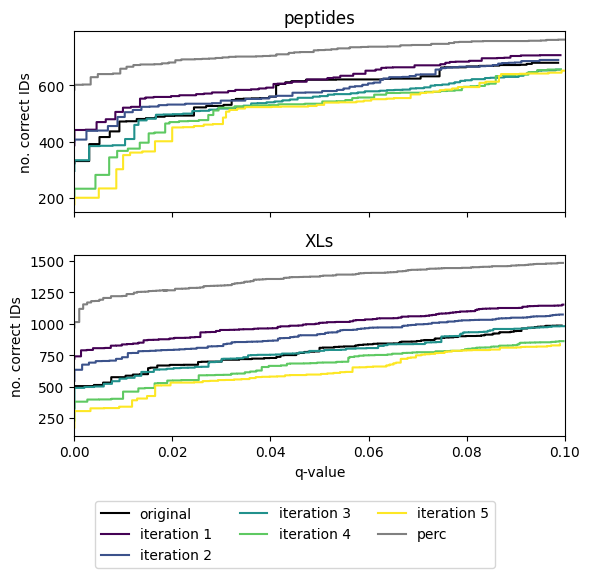 peptides
no. correct IDs
600
400
200
XLs
no. correct IDs
1500
1250
1000
750
500
250
0.00 0.02 0.04 0.06 0.08 0.10
q-value
original iteration 3 iteration 5
iteration 1 iteration 4 perc
iteration 2